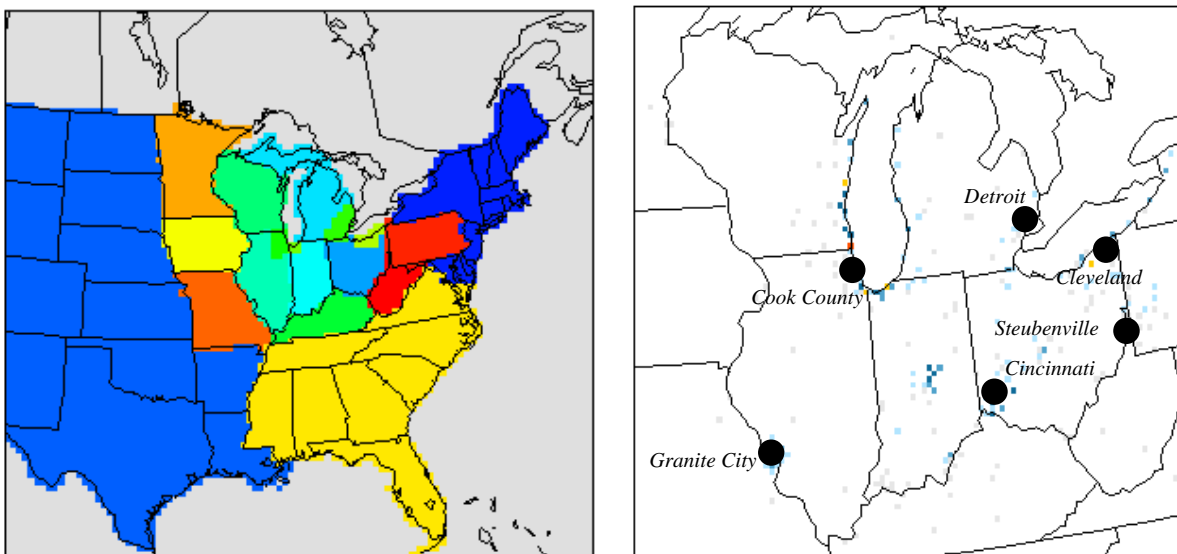 Detroit
Cleveland
Cook County
Steubenville
Cincinnati
Granite City